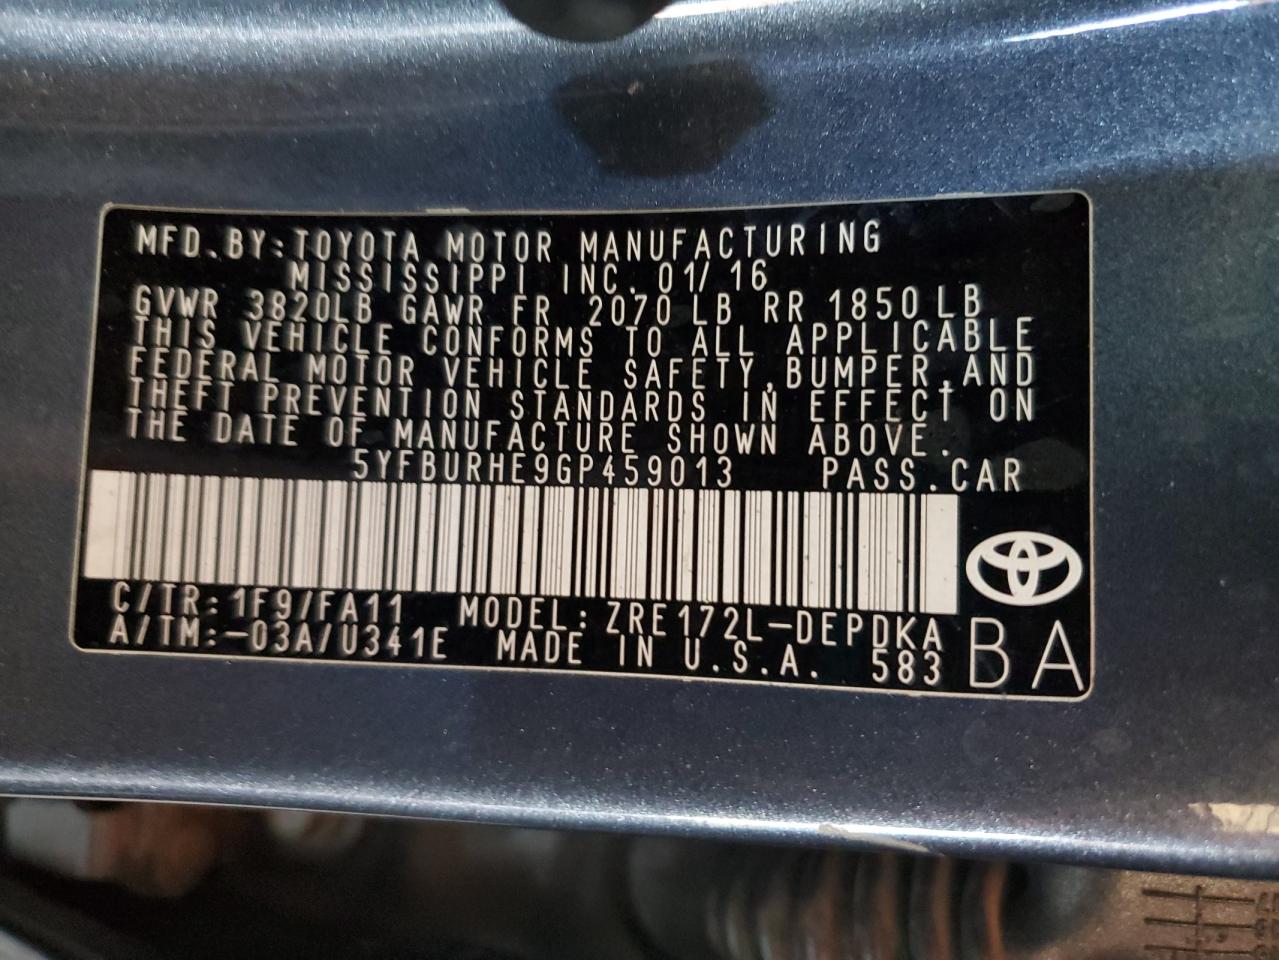 MFD.BY:TOYOTA MOTOR MANUFACTURING
MISSISSIPPI INC. 01/16
GVWR 3820LB GAWR FR 2070 LB RR 1850 LB
THIS VEHICLE CONFORMS TO ALL APPLICABLE
FEDERAL MOTOR VEHICLE SAFETY,BUMPER,AND
THEFT PREVENTION STANDARDS IN EFFECT ON
THE DATE OF MANUFACTURE SHOWN ABOVE.
5YFBURHE9GP459013 PASS.CAR
C/TR:1F9/FA11 MODEL:ZRE172L-DEPDKA
A/TM:-03A/U341E MADE IN U.S.A. 583
BA